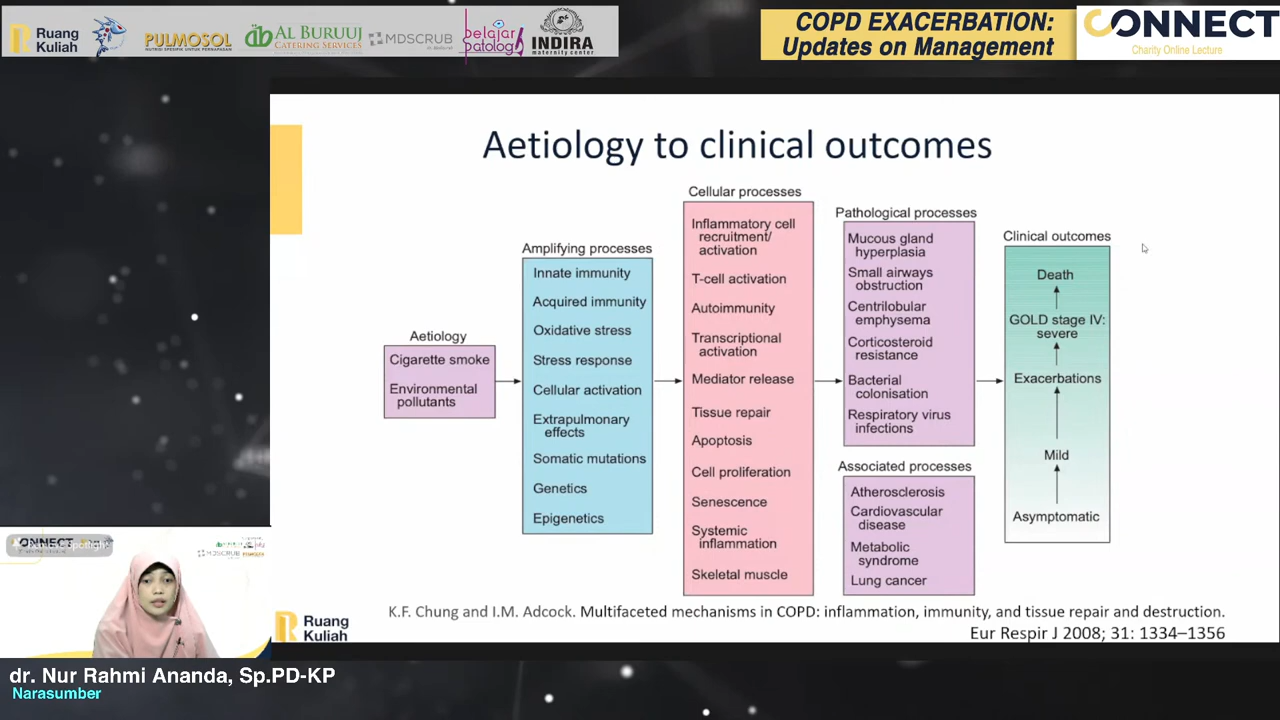 Ruang
Kuliah
PULMOSOL
NUTRISI SPESIFIK UNTUK PERNAPASAN
AL BURUUJ
CATERING SERVICES
MDSCRUB
belajar
patologi
INDIRA
maternity center
COPD EXACERBATION:
Updates on Management
CONNECT
Charity Online Lecture
Aetiology to clinical outcomes
Aetiology
Cigarette smoke
Environmental
pollutants
Amplifying processes
Innate immunity
Acquired immunity
Oxidative stress
Stress response
Cellular activation
Extrapulmonary
effects
Somatic mutations
Genetics
Epigenetics
Cellular processes
Inflammatory cell
recruitment/
activation
T-cell activation
Autoimmunity
Transcriptional
activation
Mediator release
Tissue repair
Apoptosis
Cell proliferation
Senescence
Systemic
inflammation
Skeletal muscle
Pathological processes
Mucous gland
hyperplasia
Small airways
obstruction
Centrilobular
emphysema
Corticosteroid
resistance
Bacterial
colonisation
Respiratory virus
infections
Associated processes
Atherosclerosis
Cardiovascular
disease
Metabolic
syndrome
Lung cancer
Clinical outcomes
Death
GOLD stage IV:
severe
Exacerbations
Mild
Asymptomatic
K.F. Chung and I.M. Adcock. Multifaceted mechanisms in COPD: inflammation, immunity, and tissue repair and destruction.
Eur Respir J 2008; 31: 1334–1356
Ruang
Kuliah
CONNECT
MDSCRUB
dr. Nur Rahmi Ananda, Sp.PD-KP
Narasumber